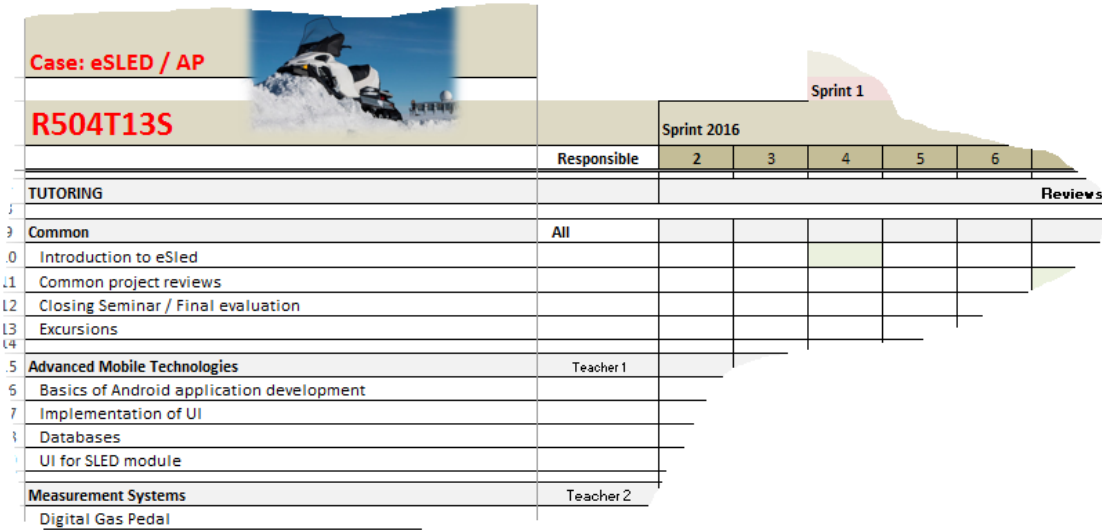 Case: eSLED / AP
Sprint 1
R504T13S
Sprint 2016
Responsible 2 3 4 5 6
TUTORING Reviews
9 Common All
Introduction to eSled
Common project reviews
Closing Seminar / Final evaluation
Excursions
Advanced Mobile Technologies Teacher 1
Basics of Android application development
Implementation of UI
Databases
UI for SLED module
Measurement Systems Teacher 2
Digital Gas Pedal